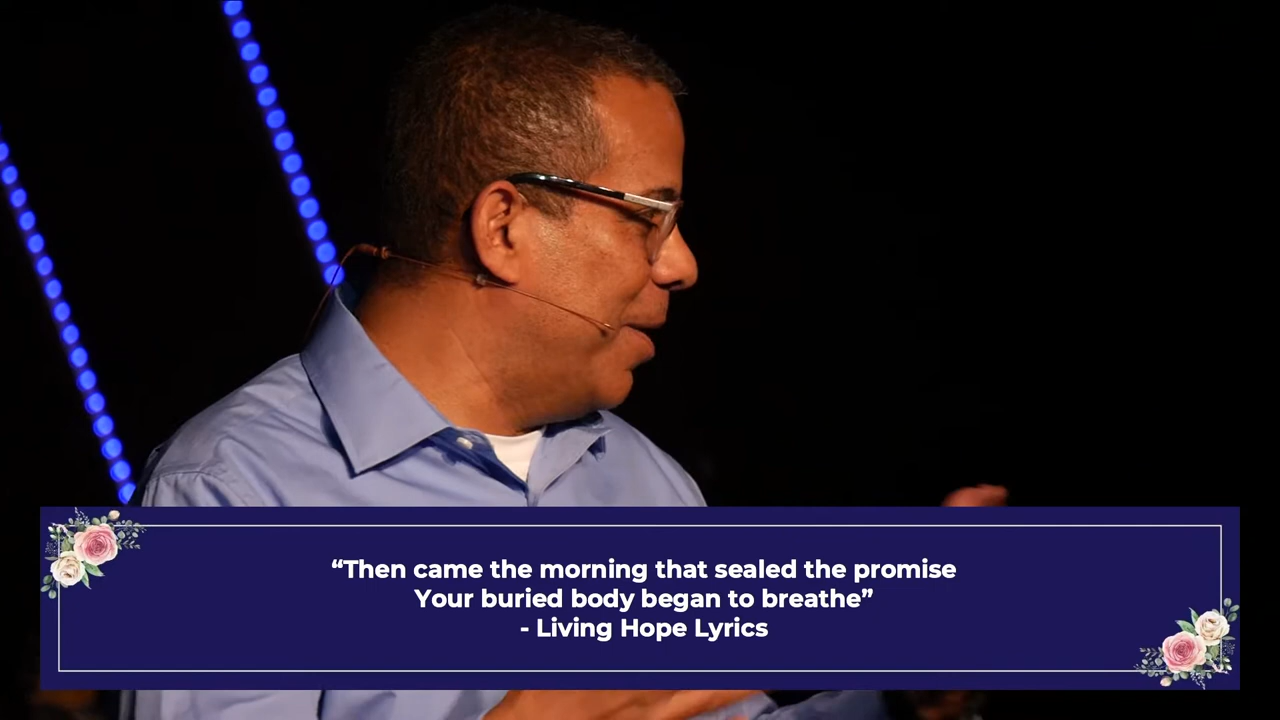 “Then came the morning that sealed the promise
Your buried body began to breathe”
- Living Hope Lyrics